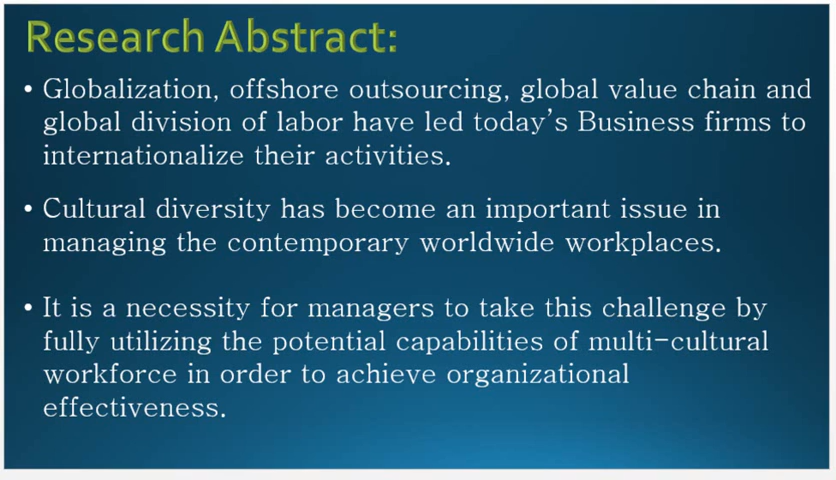 Research Abstract:
• Globalization, offshore outsourcing, global value chain and
global division of labor have led today's Business firms to
internationalize their activities.
• Cultural diversity has become an important issue in
managing the contemporary worldwide workplaces.
• It is a necessity for managers to take this challenge by
fully utilizing the potential capabilities of multi-cultural
workforce in order to achieve organizational
effectiveness.